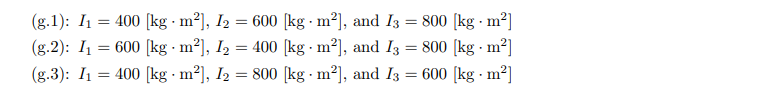 (g.1): I₁ = 400 [kg · m²], I₂ = 600 [kg · m²], and I₃ = 800 [kg · m²]
(g.2): I₁ = 600 [kg · m²], I₂ = 400 [kg · m²], and I₃ = 800 [kg · m²]
(g.3): I₁ = 400 [kg · m²], I₂ = 800 [kg · m²], and I₃ = 600 [kg · m²]